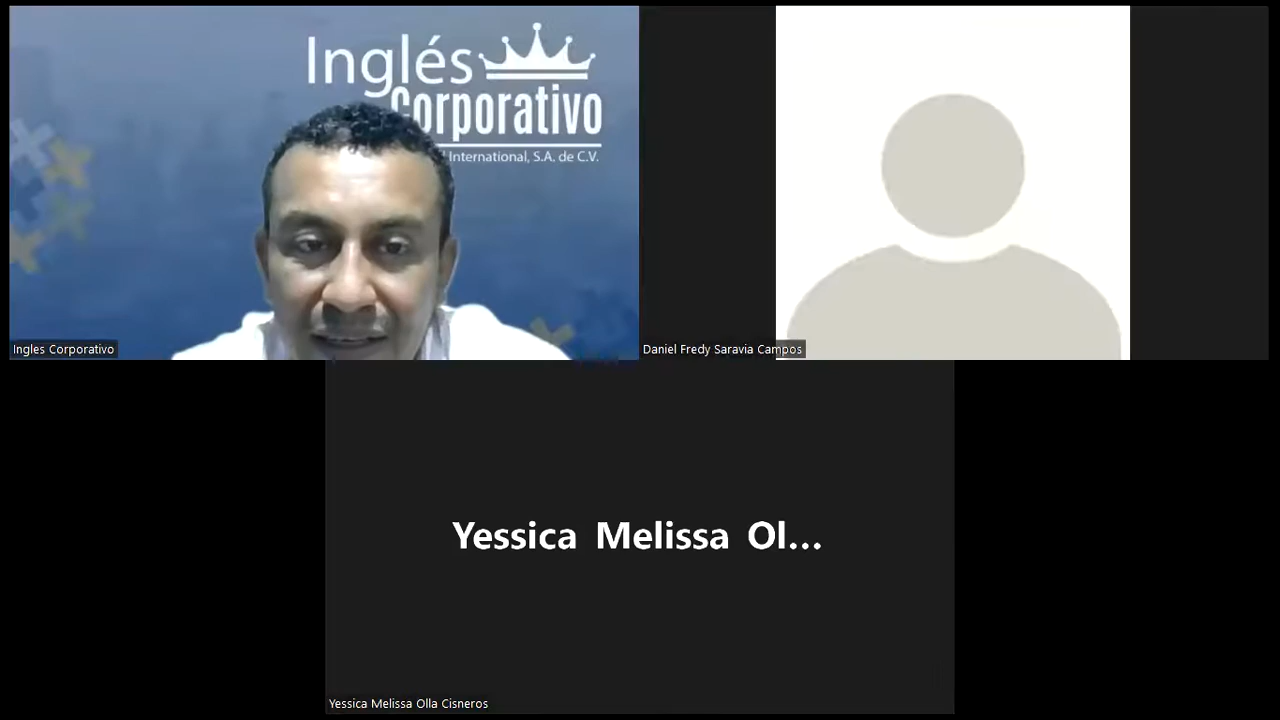 Inglés
Corporativo
International, S.A. de C.V.
Ingles Corporativo
Daniel Fredy Saravia Campos
Yessica Melissa Ol...
Yessica Melissa Olla Cisneros